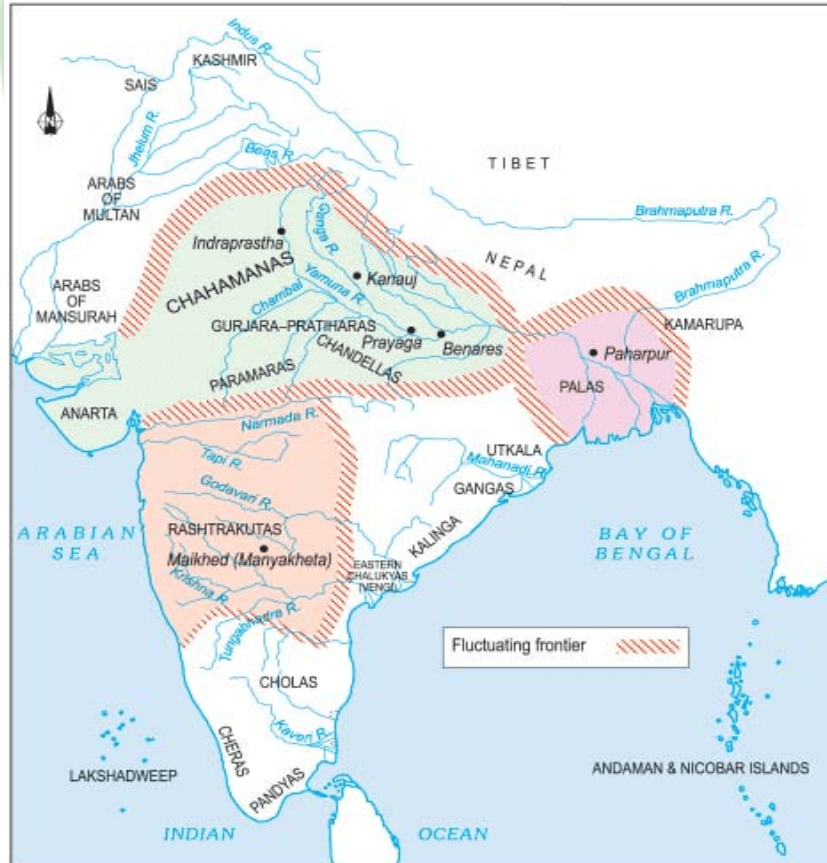 Indus R.
KASHMIR
SAIS
N
Jhelum R.
Beas R.
TIBET
ARABS
OF
MULTAN
Brahmaputra R.
Ganga R.
Indraprastha
NEPAL
Brahmaputra R.
ARABS
OF
MANSURAH
CHAHAMANAS
Kanauj
Yamuna R.
Chambal
KAMARUPA
GURJARA–PRATIHARAS
Prayaga
Benares
Paharpur
CHANDELLAS
PARAMARAS
PALAS
ANARTA
Narmada R.
Tapi R.
UTKALA
Mahanadi R.
GANGAS
Godavari R.
ARABIAN
SEA
RASHTRAKUTAS
Malkhed (Manyakheta)
KALINGA
BAY OF
BENGAL
EASTERN
CHALUKYAS
(VENGI)
Krishna R.
Tungabhadra R.
Fluctuating frontier
CHOLAS
Kaveri R.
CHERAS
LAKSHADWEEP
PANDYAS
ANDAMAN & NICOBAR ISLANDS
INDIAN OCEAN